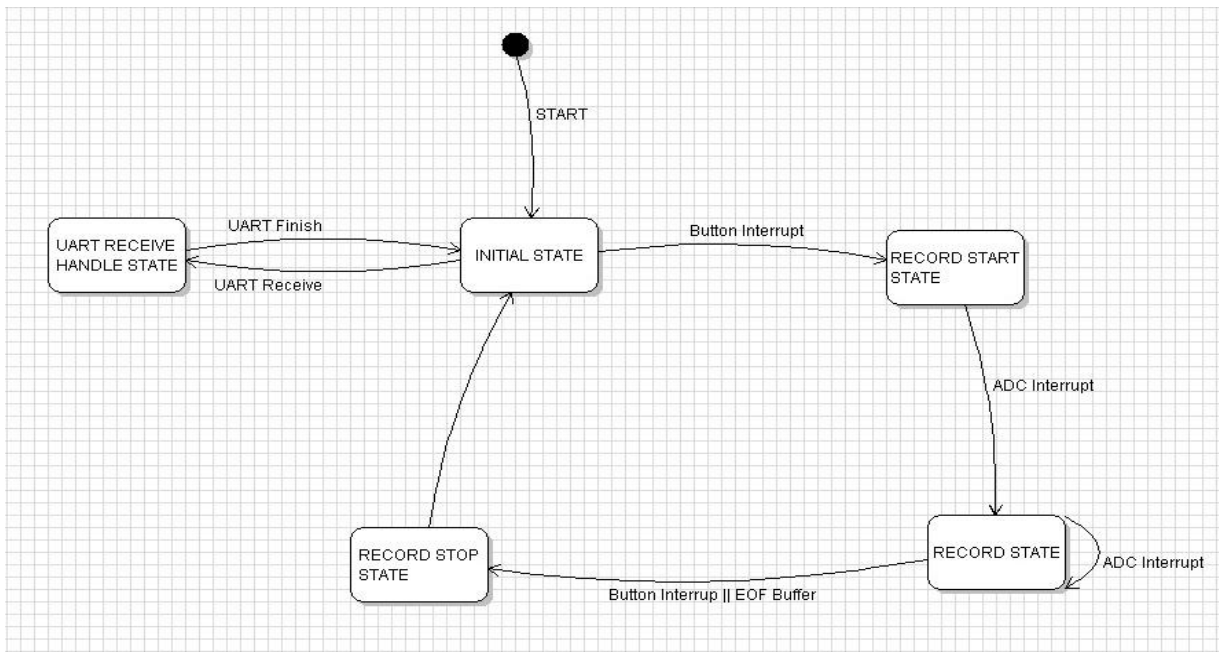 START
UART Finish
UART RECEIVE
HANDLE STATE
UART Receive
INITIAL STATE
Button Interrupt
RECORD START
STATE
ADC Interrupt
RECORD STATE
ADC Interrupt
Button Interrup || EOF Buffer
RECORD STOP
STATE